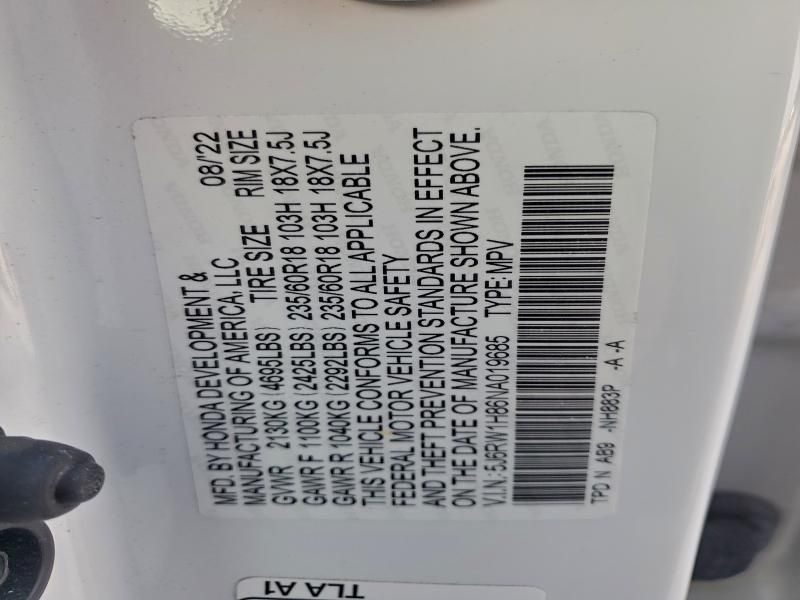 MFD. BY HONDA DEVELOPMENT & 08/'22
MANUFACTURING OF AMERICA, LLC
GVWR 2130KG (4695LBS) TIRE SIZE RIM SIZE
GAWR F 1100KG (2425LBS) 235/60R18 103H 18X7.5J
GAWR R 1040KG (2292LBS) 235/60R18 103H 18X7.5J
THIS VEHICLE CONFORMS TO ALL APPLICABLE
FEDERAL MOTOR VEHICLE SAFETY
AND THEFT PREVENTION STANDARDS IN EFFECT
ON THE DATE OF MANUFACTURE SHOWN ABOVE.
V.I.N.: 5J6RW1H86NA019685 TYPE: MPV
TPD N AB9 -NH883P -A -A
TLA A1